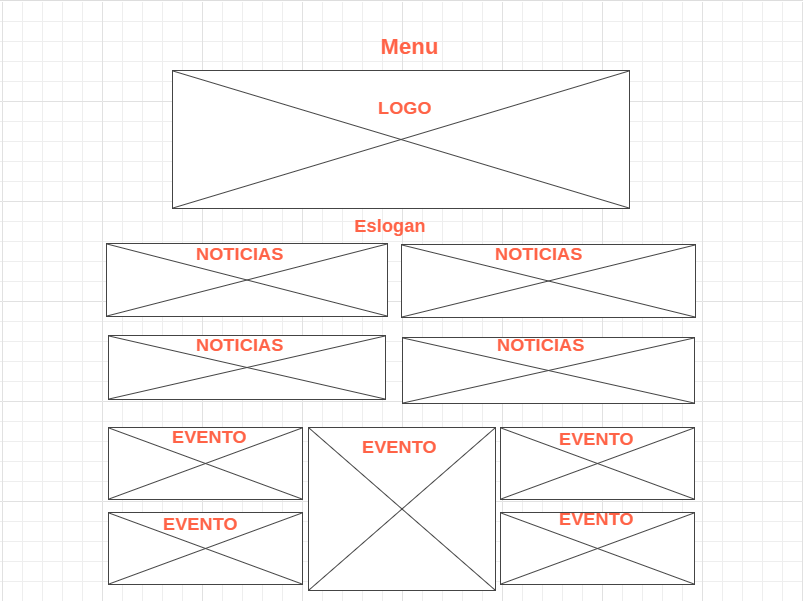 Menu
LOGO
Eslogan
NOTICIAS
NOTICIAS
NOTICIAS
NOTICIAS
EVENTO
EVENTO
EVENTO
EVENTO
EVENTO